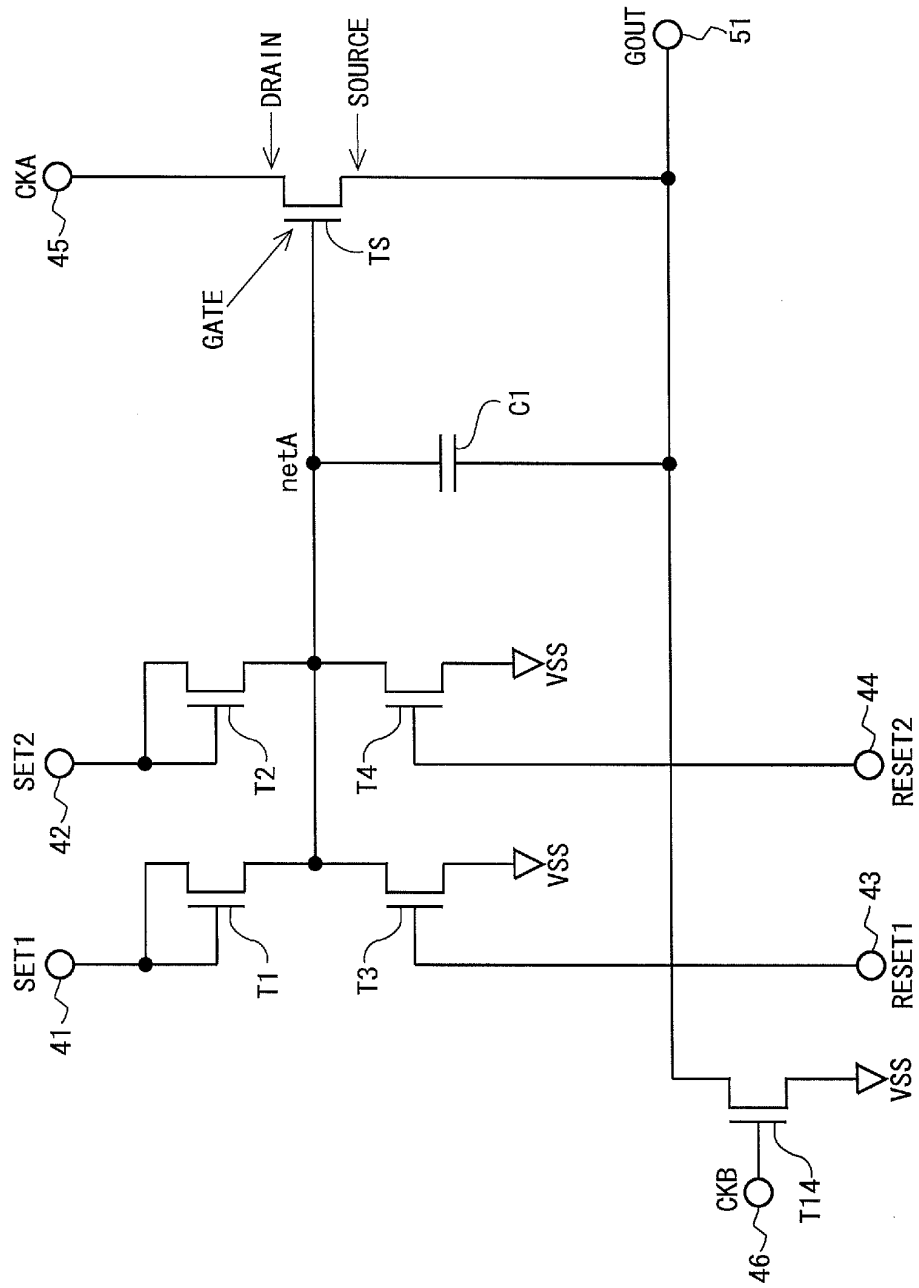 SET1
41
SET2
42
CKA
45
T1
T2
T3
T4
netA
GATE
DRAIN
SOURCE
TS
C1
VSS
VSS
GOUT
51
CKB
46
T14
VSS
RESET1
43
RESET2
44